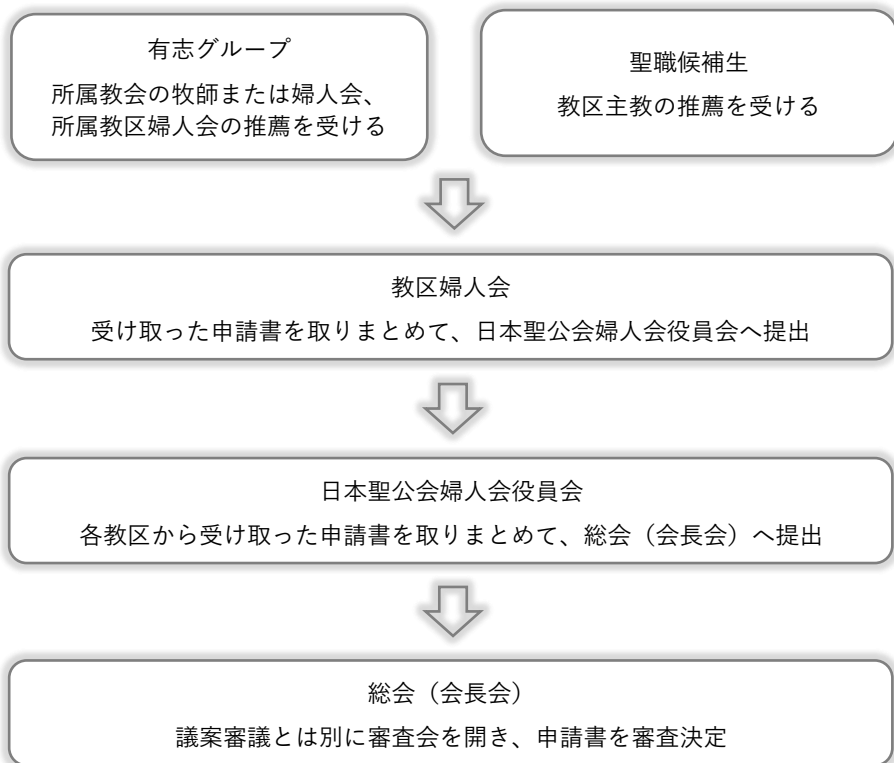 有志グループ
所属教会の牧師または婦人会、
所属教区婦人会の推薦を受ける
聖職候補生
教区主教の推薦を受ける
教区婦人会
受け取った申請書を取りまとめて、日本聖公会婦人会役員会へ提出
日本聖公会婦人会役員会
各教区から受け取った申請書を取りまとめて、総会（会長会）へ提出
総会（会長会）
議案審議とは別に審査会を開き、申請書を審査決定